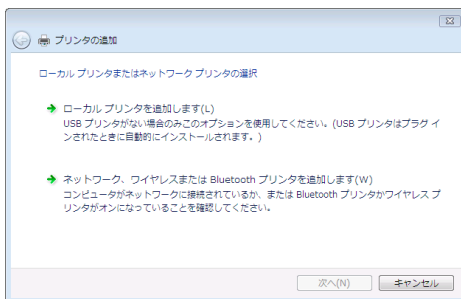 プリンタの追加
ローカル プリンタまたはネットワーク プリンタの選択
ローカル プリンタを追加します(L)
USB プリンタがない場合のみこのオプションを使用してください。(USB プリンタはプラグ イ
ンされたときに自動的にインストールされます。)
ネットワーク、ワイヤレスまたは Bluetooth プリンタを追加します(W)
コンピュータがネットワークに接続されているか、または Bluetooth プリンタかワイヤレス プ
リンタがオンになっていることを確認してください。
次へ(N) キャンセル